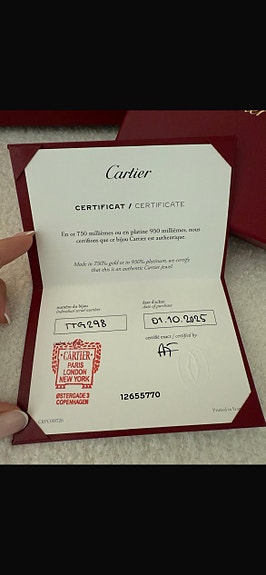 Cartier
CERTIFICAT / CERTIFICATE
En or 750 millièmes ou en platine 950 millièmes, nous
certifions que ce bijou Cartier est authentique.
Made in 750‰ gold or in 950‰ platinum, we certify
that this is an authentic Cartier jewel.
numéro du bijou
individual serial number
date d'achat
date of purchase
TTG298
01.10.2025
certifié exact / certified by
CARTIER
PARIS
LONDON
NEW YORK
ØSTERGADE 3
COPENHAGEN
12655770
Printed in